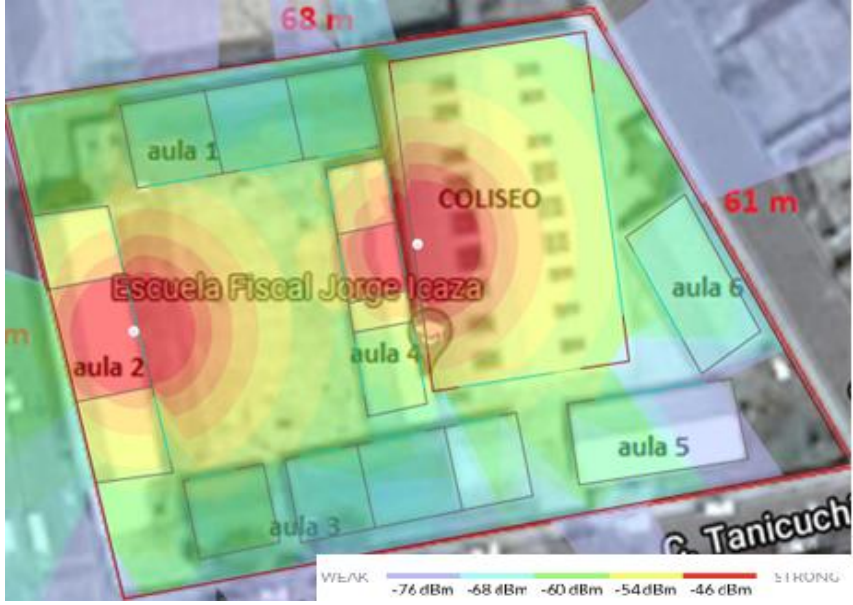 68 m
aula 1
COLISEO
61 m
Escuela Fiscal Jorge Icaza
aula 6
m
aula 2
aula 4
aula 5
aula 3
C. Tanicuchi
WEAK -76 dBm -68 dBm -60 dBm -54 dBm -46 dBm STRONG